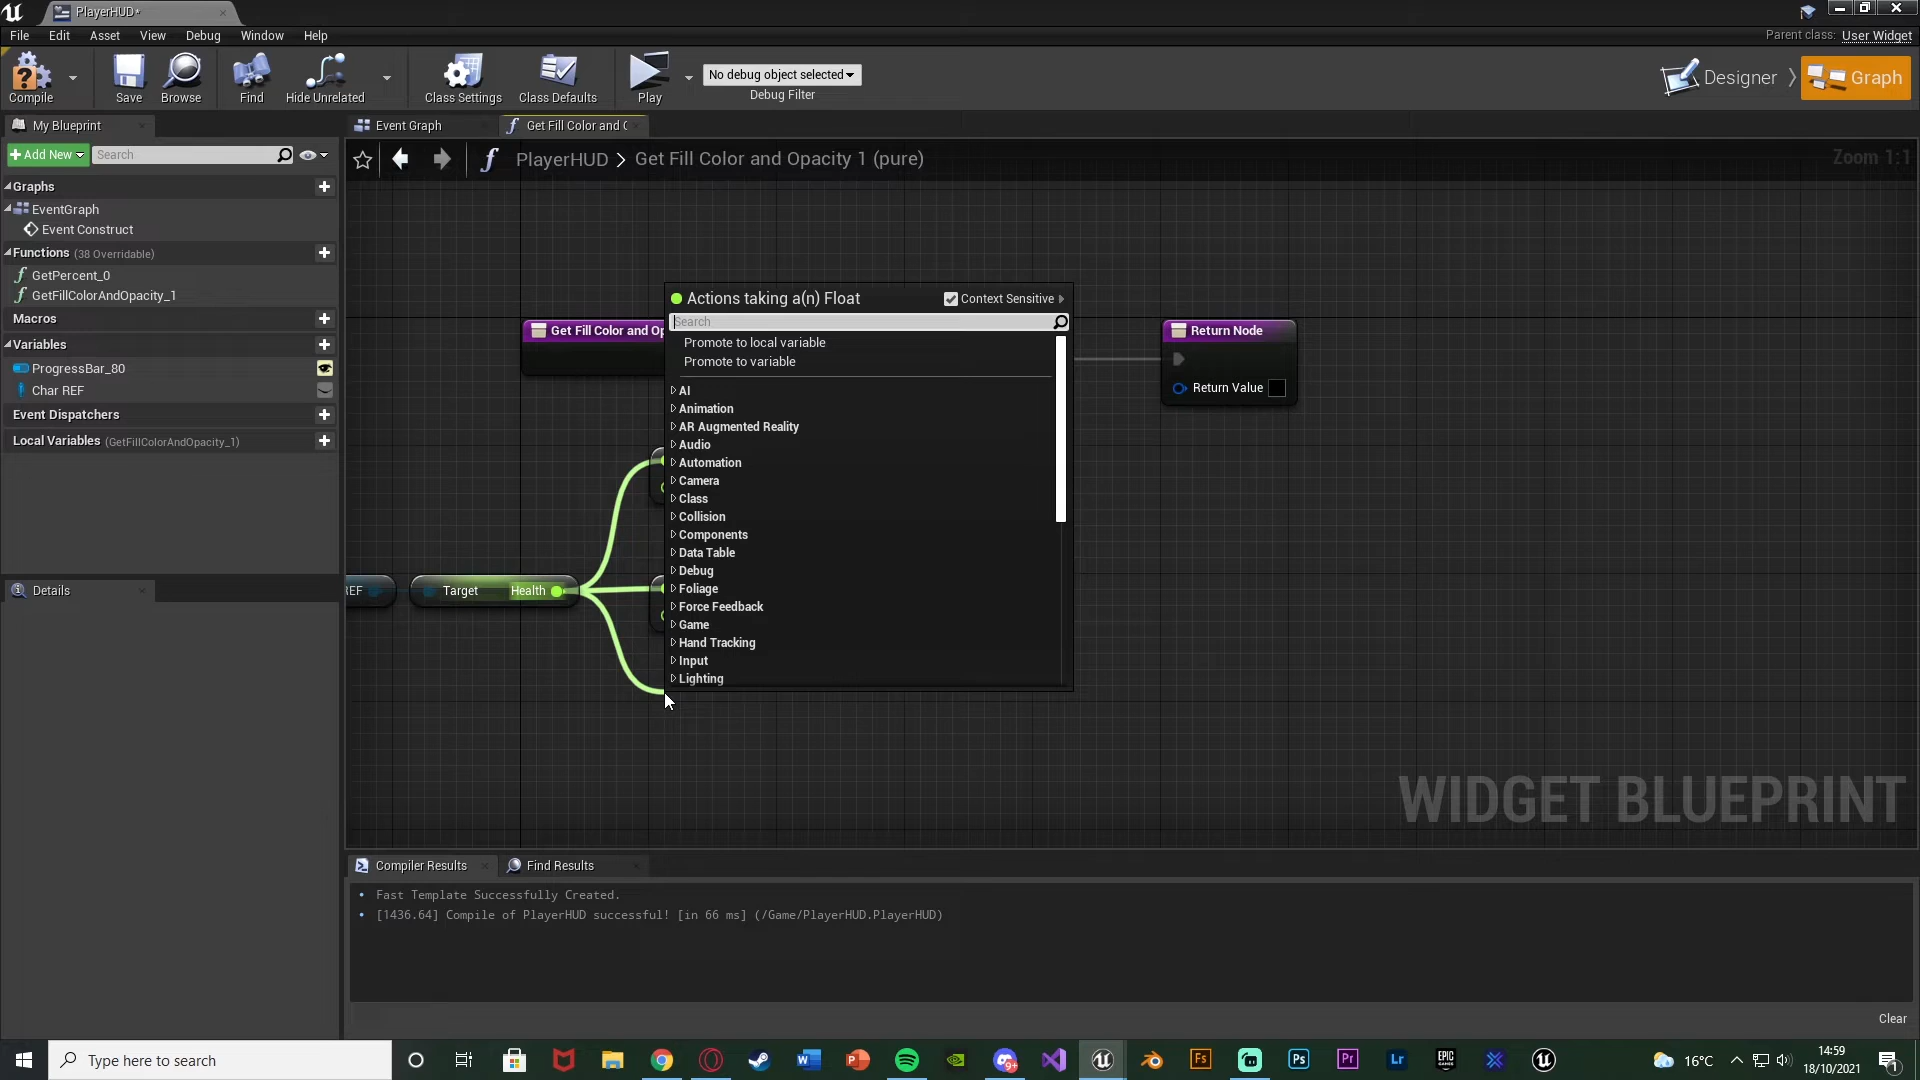 PlayerHUD*
File Edit Asset View Debug Window Help
Parent class: User Widget
Compile
Save
Browse
Find
Hide Unrelated
Class Settings
Class Defaults
Play
No debug object selected
Debug Filter
Designer
Graph
My Blueprint
Event Graph
Get Fill Color and C
Add New
Search
PlayerHUD > Get Fill Color and Opacity 1 (pure)
Zoom 1:1
Graphs
EventGraph
Event Construct
Functions (38 Overridable)
GetPercent_0
GetFillColorAndOpacity_1
Macros
Variables
ProgressBar_80
Char REF
Event Dispatchers
Local Variables (GetFillColorAndOpacity_1)
Details
Get Fill Color and Op
Actions taking a(n) Float
Context Sensitive
Search
Promote to local variable
Promote to variable
AI
Animation
AR Augmented Reality
Audio
Automation
Camera
Class
Collision
Components
Data Table
Debug
Foliage
Force Feedback
Game
Hand Tracking
Input
Lighting
Return Node
Return Value
REF
Target Health
WIDGET BLUEPRINT
Compiler Results
Find Results
Fast Template Successfully Created.
[1436.64] Compile of PlayerHUD successful! [in 66 ms] (/Game/PlayerHUD.PlayerHUD)
Clear
Type here to search
W
P
9+
Fs
Ps
Pr
Lr
EPIC
GAMES
16°C
14:59
18/10/2021
1